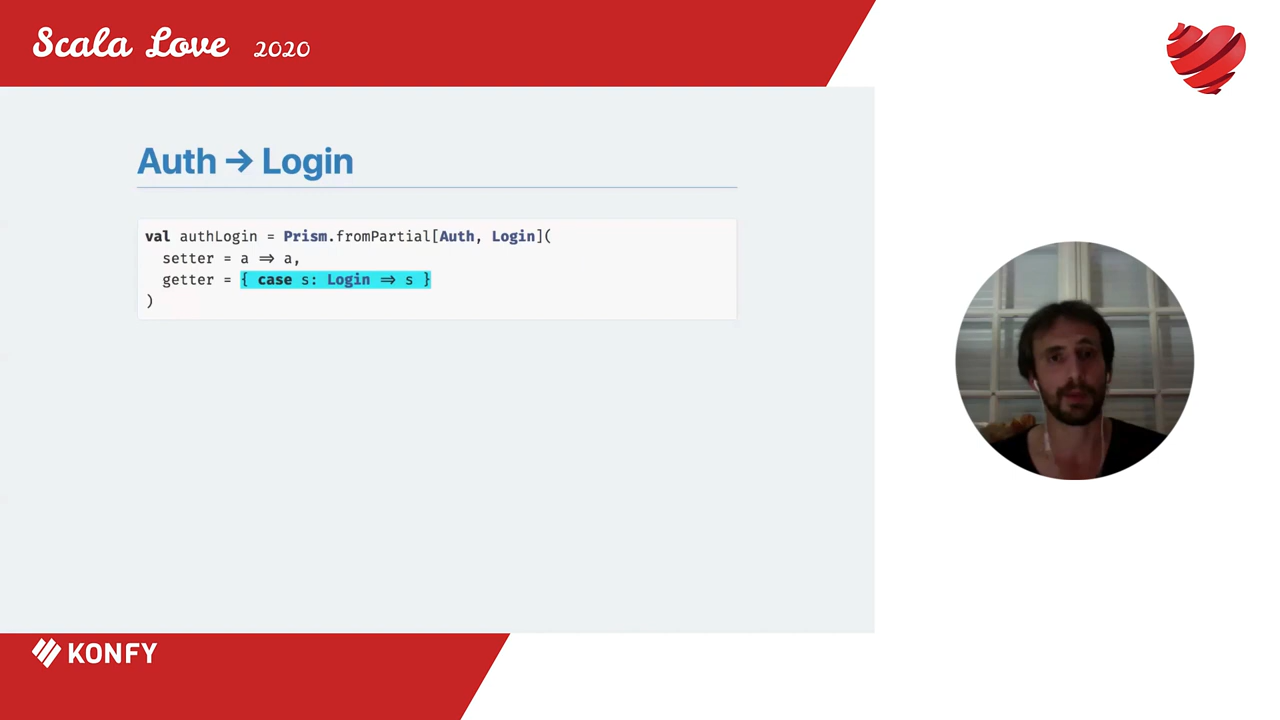 Scala Love 2020
Auth → Login
val authLogin = Prism.fromPartial[Auth, Login](
  setter = a ⇒ a,
  getter = { case s: Login ⇒ s }
)
KONFY